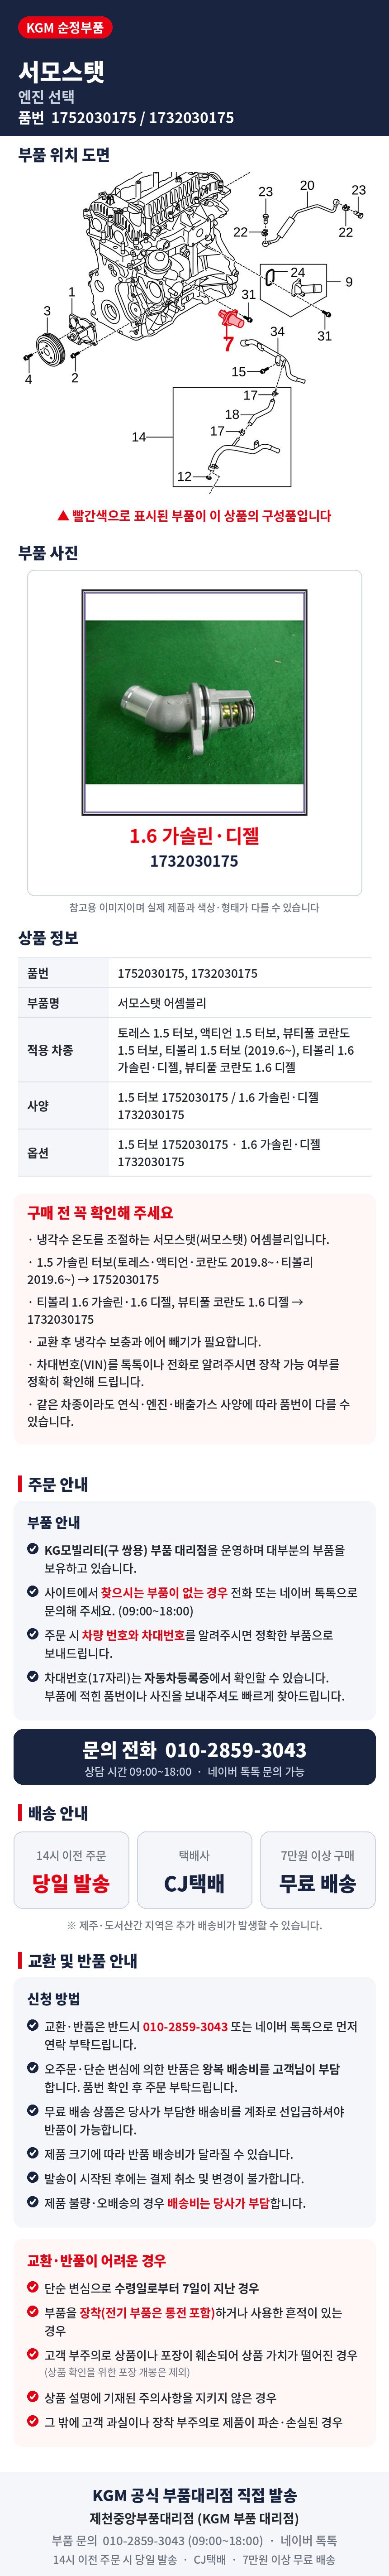 KGM 순정부품
서모스탯
엔진 선택
품번 1752030175 / 1732030175
부품 위치 도면
23
20
23
22
22
24
9
1
31
3
7
34
31
15
4
2
17
18
17
14
12
▲ 빨간색으로 표시된 부품이 이 상품의 구성품입니다
부품 사진
1.6 가솔린·디젤
1732030175
참고용 이미지이며 실제 제품과 색상·형태가 다를 수 있습니다
상품 정보
품번 1752030175, 1732030175
부품명 서모스탯 어셈블리
적용 차종 토레스 1.5 터보, 액티언 1.5 터보, 뷰티풀 코란도
1.5 터보, 티볼리 1.5 터보 (2019.6~), 티볼리 1.6
가솔린·디젤, 뷰티풀 코란도 1.6 디젤
사양 1.5 터보 1752030175 / 1.6 가솔린·디젤
1732030175
옵션 1.5 터보 1752030175 · 1.6 가솔린·디젤
1732030175
구매 전 꼭 확인해 주세요
· 냉각수 온도를 조절하는 서모스탯(써모스탯) 어셈블리입니다.
· 1.5 가솔린 터보(토레스·액티언·코란도 2019.8~·티볼리
2019.6~) → 1752030175
· 티볼리 1.6 가솔린·1.6 디젤, 뷰티풀 코란도 1.6 디젤 →
1732030175
· 교환 후 냉각수 보충과 에어 빼기가 필요합니다.
· 차대번호(VIN)를 톡톡이나 전화로 알려주시면 장착 가능 여부를
정확히 확인해 드립니다.
· 같은 차종이라도 연식·엔진·배출가스 사양에 따라 품번이 다를 수
있습니다.
주문 안내
부품 안내
KG모빌리티(구 쌍용) 부품 대리점을 운영하며 대부분의 부품을
보유하고 있습니다.
사이트에서 찾으시는 부품이 없는 경우 전화 또는 네이버 톡톡으로
문의해 주세요. (09:00~18:00)
주문 시 차량 번호와 차대번호를 알려주시면 정확한 부품으로
보내드립니다.
차대번호(17자리)는 자동차등록증에서 확인할 수 있습니다.
부품에 적힌 품번이나 사진을 보내주셔도 빠르게 찾아드립니다.
문의 전화 010-2859-3043
상담 시간 09:00~18:00 · 네이버 톡톡 문의 가능
배송 안내
14시 이전 주문
당일 발송
택배사
CJ택배
7만원 이상 구매
무료 배송
※ 제주·도서산간 지역은 추가 배송비가 발생할 수 있습니다.
교환 및 반품 안내
신청 방법
교환·반품은 반드시 010-2859-3043 또는 네이버 톡톡으로 먼저
연락 부탁드립니다.
오주문·단순 변심에 의한 반품은 왕복 배송비를 고객님이 부담
합니다. 품번 확인 후 주문 부탁드립니다.
무료 배송 상품은 당사가 부담한 배송비를 계좌로 선입금하셔야
반품이 가능합니다.
제품 크기에 따라 반품 배송비가 달라질 수 있습니다.
발송이 시작된 후에는 결제 취소 및 변경이 불가합니다.
제품 불량·오배송의 경우 배송비는 당사가 부담합니다.
교환·반품이 어려운 경우
단순 변심으로 수령일로부터 7일이 지난 경우
부품을 장착(전기 부품은 통전 포함)하거나 사용한 흔적이 있는
경우
고객 부주의로 상품이나 포장이 훼손되어 상품 가치가 떨어진 경우
(상품 확인을 위한 포장 개봉은 제외)
상품 설명에 기재된 주의사항을 지키지 않은 경우
그 밖에 고객 과실이나 장착 부주의로 제품이 파손·손실된 경우
KGM 공식 부품대리점 직접 발송
제천중앙부품대리점 (KGM 부품 대리점)
부품 문의 010-2859-3043 (09:00~18:00) · 네이버 톡톡
14시 이전 주문 시 당일 발송 · CJ택배 · 7만원 이상 무료 배송